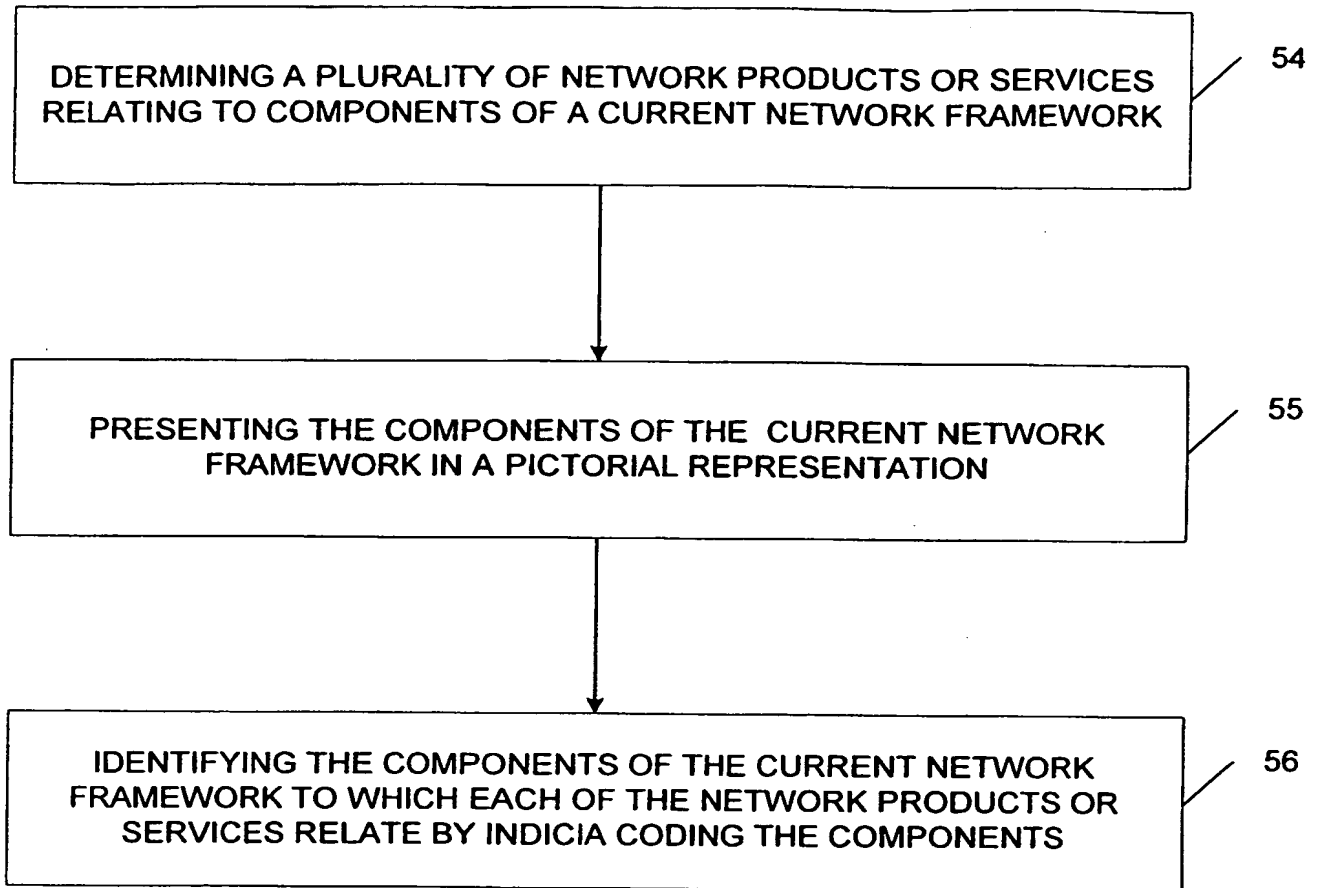 DETERMINING A PLURALITY OF NETWORK PRODUCTS OR SERVICES
RELATING TO COMPONENTS OF A CURRENT NETWORK FRAMEWORK
54
PRESENTING THE COMPONENTS OF THE CURRENT NETWORK
FRAMEWORK IN A PICTORIAL REPRESENTATION
55
IDENTIFYING THE COMPONENTS OF THE CURRENT NETWORK
FRAMEWORK TO WHICH EACH OF THE NETWORK PRODUCTS OR
SERVICES RELATE BY INDICIA CODING THE COMPONENTS
56